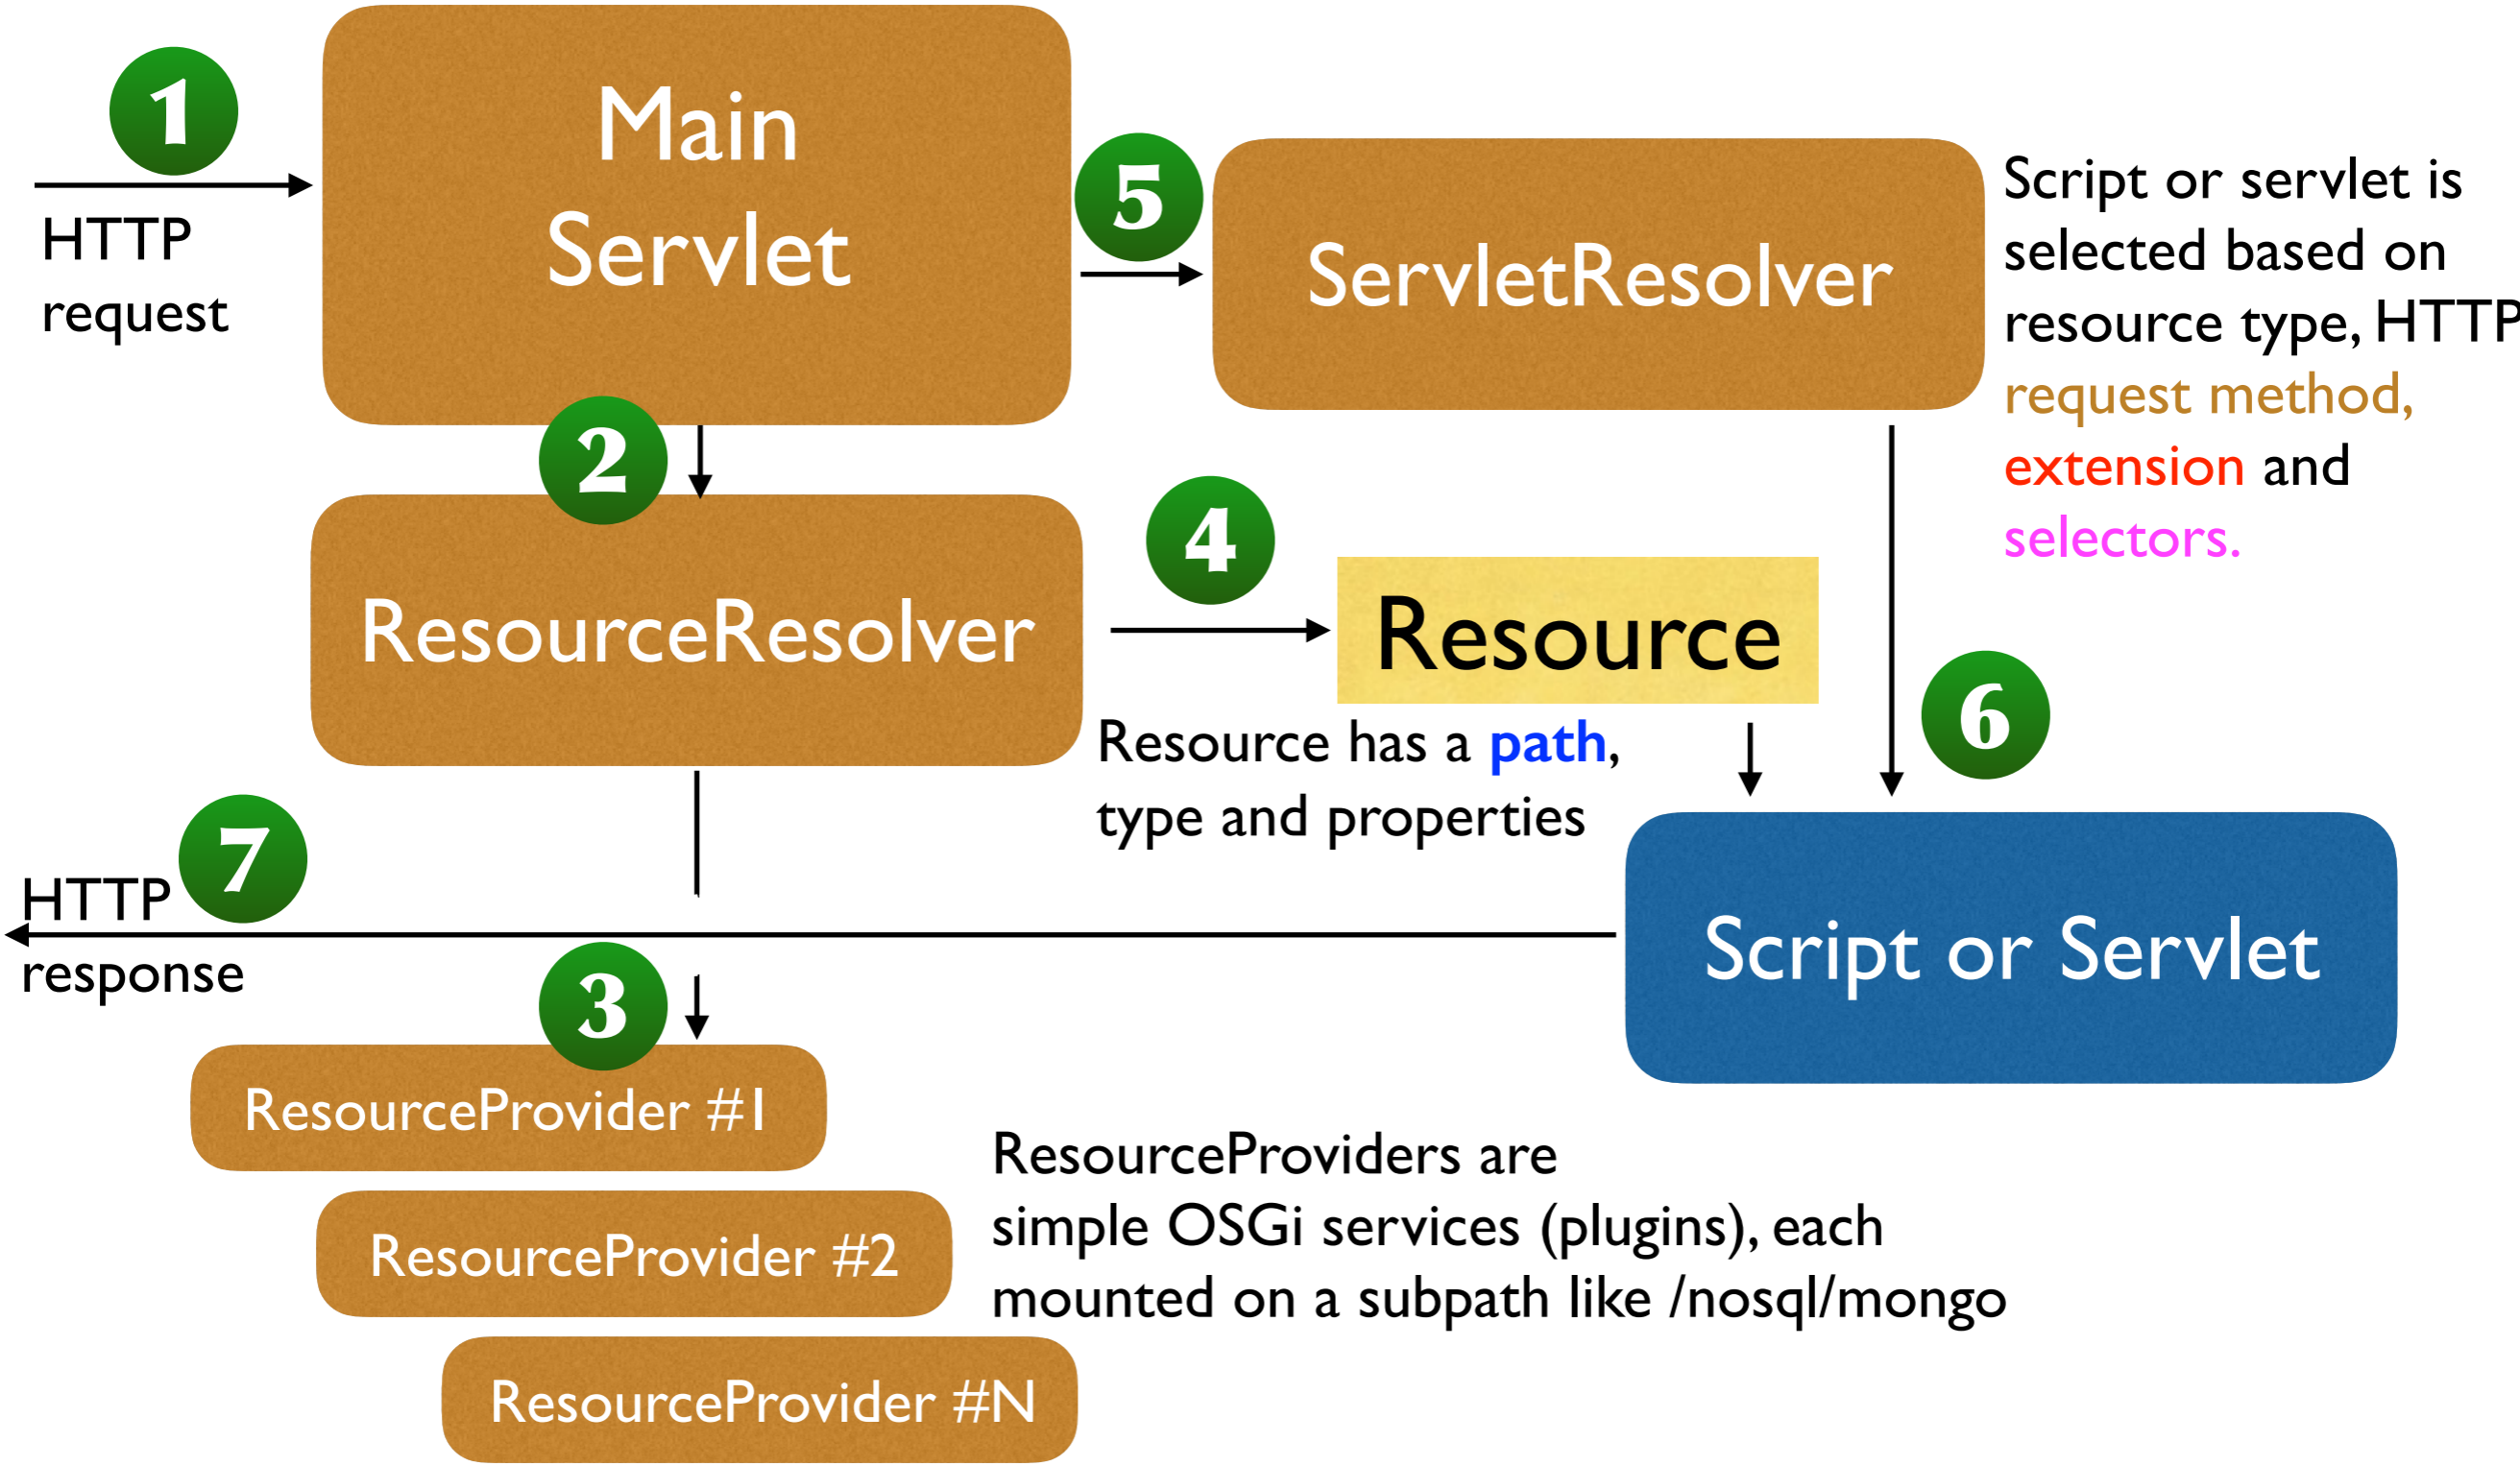 1
HTTP
request
Main
Servlet
5
ServletResolver
Script or servlet is
selected based on
resource type, HTTP
request method,
extension and
selectors.
2
ResourceResolver
4
Resource
Resource has a path,
type and properties
6
7
HTTP
response
Script or Servlet
3
ResourceProvider #1
ResourceProvider #2
ResourceProvider #N
ResourceProviders are
simple OSGi services (plugins), each
mounted on a subpath like /nosql/mongo